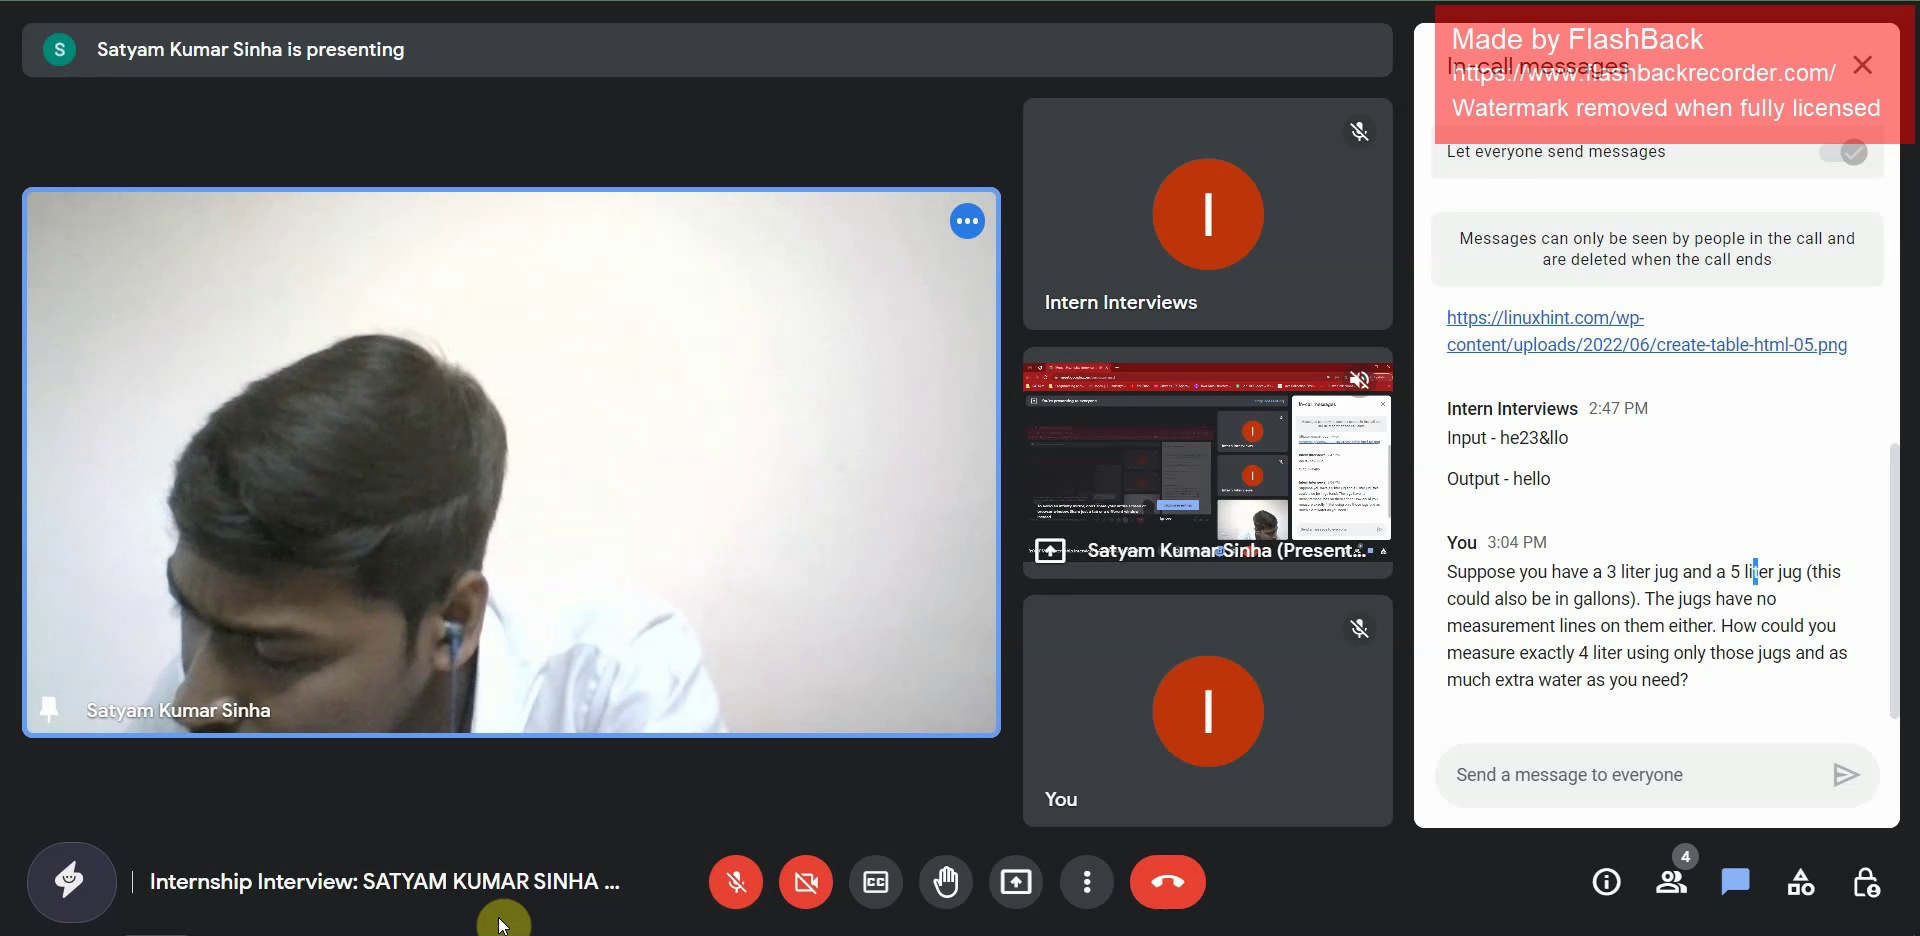 S
Satyam Kumar Sinha is presenting
Satyam Kumar Sinha
I
Intern Interviews
Satyam Kumar Sinha (Present...
I
You
Made by FlashBack
In-call messages
https://www.flashbackrecorder.com/
Watermark removed when fully licensed
Let everyone send messages
Messages can only be seen by people in the call and
are deleted when the call ends
https://linuxhint.com/wp-
content/uploads/2022/06/create-table-html-05.png
Intern Interviews 2:47 PM
Input - he23&llo
Output - hello
You 3:04 PM
Suppose you have a 3 liter jug and a 5 liter jug (this
could also be in gallons). The jugs have no
measurement lines on them either. How could you
measure exactly 4 liter using only those jugs and as
much extra water as you need?
Send a message to everyone
Internship Interview: SATYAM KUMAR SINHA ...
CC
4